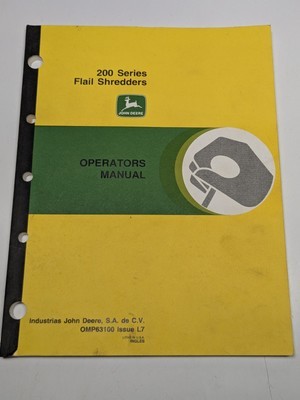 200 Series
Flail Shredders
JOHN DEERE
OPERATORS
MANUAL
Industrias John Deere, S.A. de C.V.
OMP63100 Issue L7